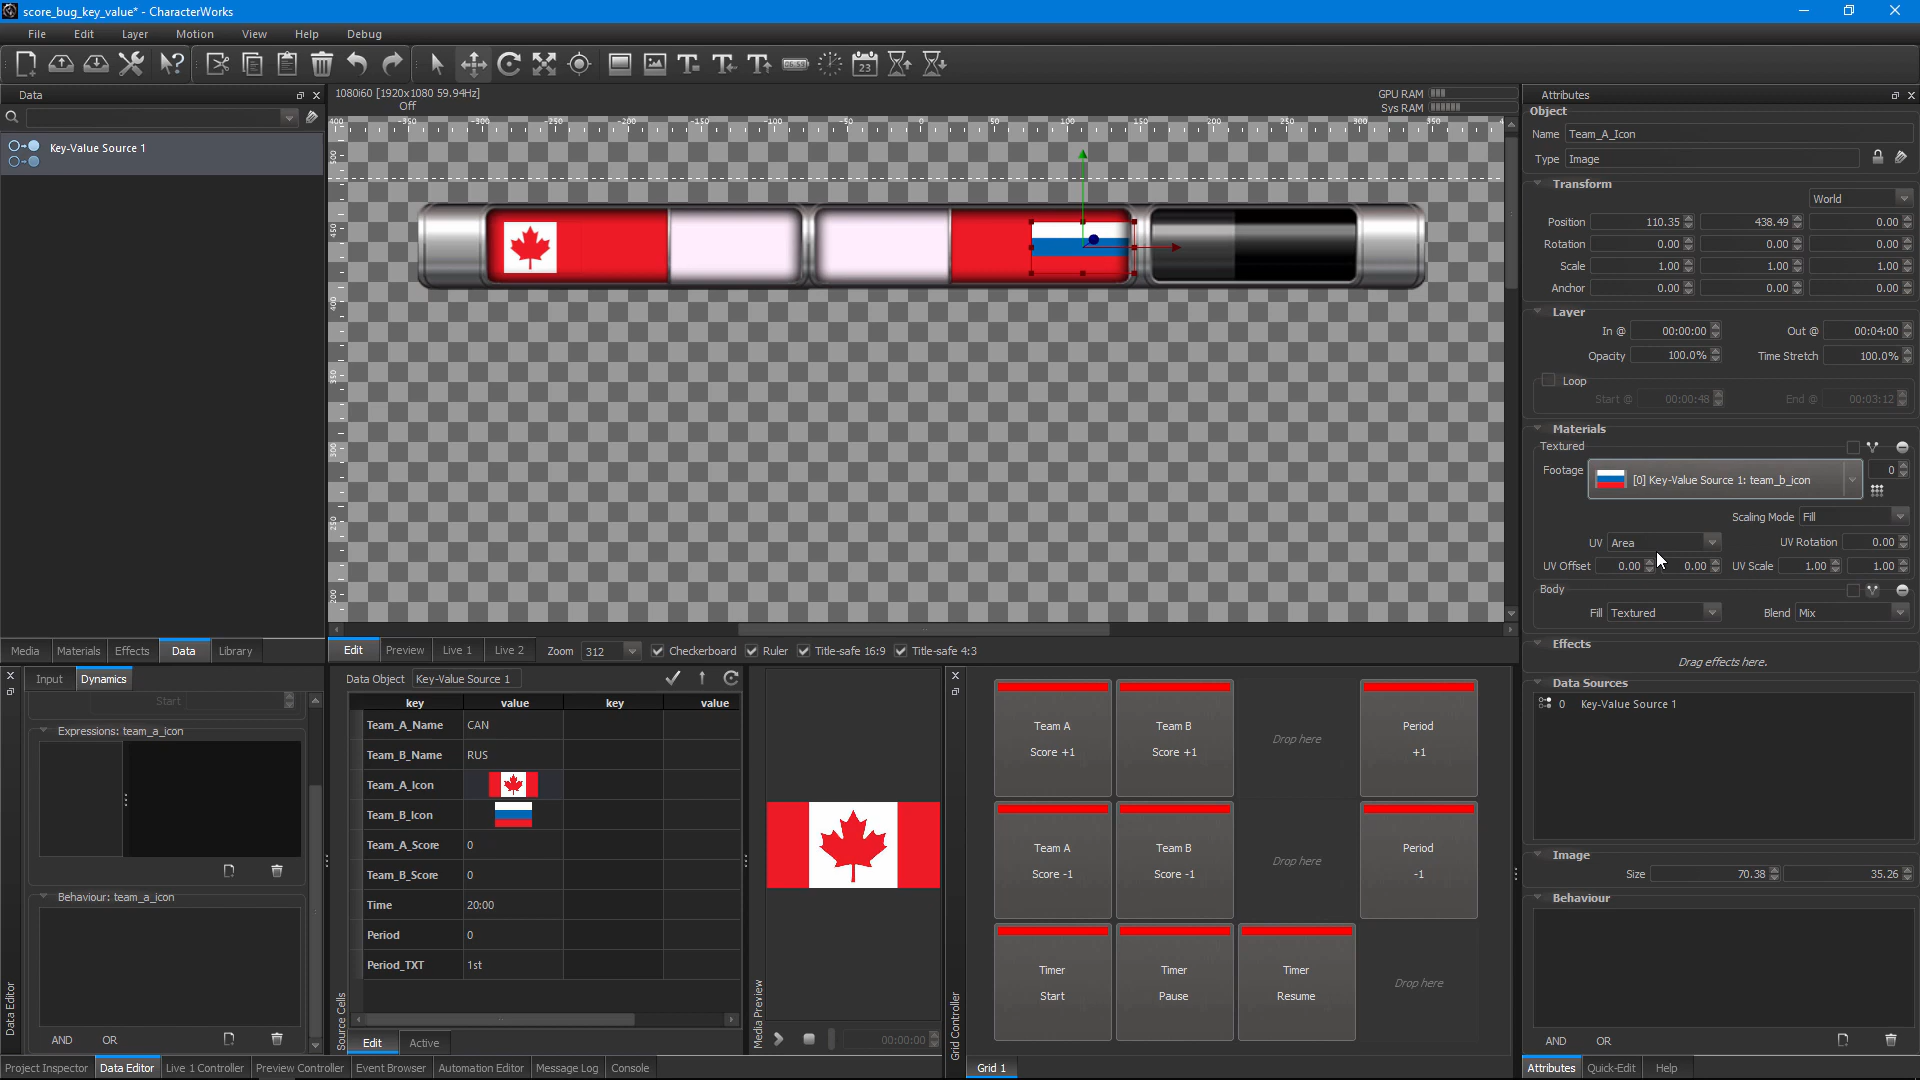 score_bug_key_value* - CharacterWorks
File Edit Layer Motion View Help Debug
Data
Key-Value Source 1
Media Materials Effects Data Library
1080i60 [1920x1080 59.94Hz]
Off
GPU RAM
Sys RAM
Edit Preview Live 1 Live 2 Zoom 312 Checkerboard Ruler Title-safe 16:9 Title-safe 4:3
Attributes
Object
Name Team_A_Icon
Type Image
Transform
World
Position 110.35 438.49 0.00
Rotation 0.00 0.00 0.00
Scale 1.00 1.00 1.00
Anchor 0.00 0.00 0.00
Layer
In @ 00:00:00 Out @ 00:04:00
Opacity 100.0% Time Stretch 100.0%
Loop
Start @ 00:00:48 End @ 00:03:12
Materials
Textured
Footage [0] Key-Value Source 1: team_b_icon 0
Scaling Mode Fill
UV Area UV Rotation 0.00
UV Offset 0.00 0.00 UV Scale 1.00 1.00
Body
Fill Textured Blend Mix
Effects
Drag effects here.
Data Sources
0 Key-Value Source 1
Image
Size 70.38 35.26
Behaviour
AND OR
Attributes Quick-Edit Help
Input Dynamics
Start
Expressions: team_a_icon
Behaviour: team_a_icon
AND OR
Data Editor
Data Object Key-Value Source 1
key value key value
Team_A_Name CAN
Team_B_Name RUS
Team_A_Icon
Team_B_Icon
Team_A_Score 0
Team_B_Score 0
Time 20:00
Period 0
Period_TXT 1st
Source Cells
Edit Active
Media Preview
00:00:00
Grid Controller
Team A
Score +1
Team B
Score +1
Drop here
Period
+1
Team A
Score -1
Team B
Score -1
Drop here
Period
-1
Timer
Start
Timer
Pause
Timer
Resume
Drop here
Grid 1
Project Inspector Data Editor Live 1 Controller Preview Controller Event Browser Automation Editor Message Log Console